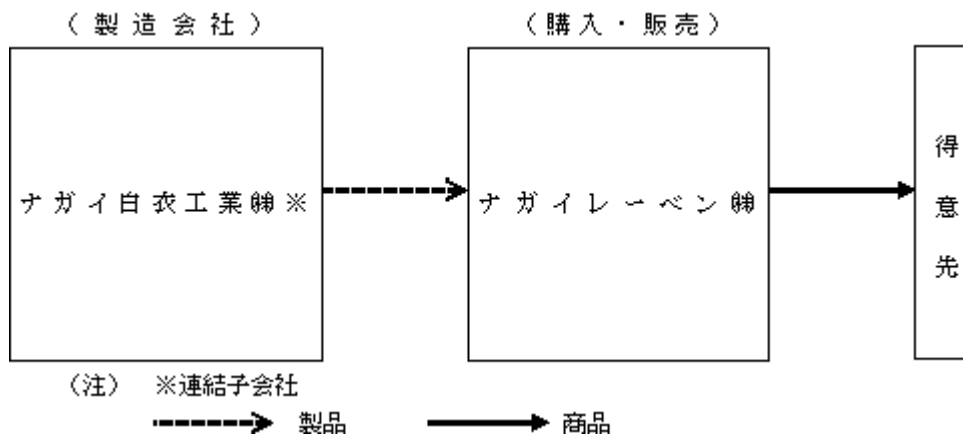 （製造会社）
（購入・販売）
ナガイ白衣工業㈱※
ナガイレーベン㈱
得意先
（注）　※連結子会社
製品
商品